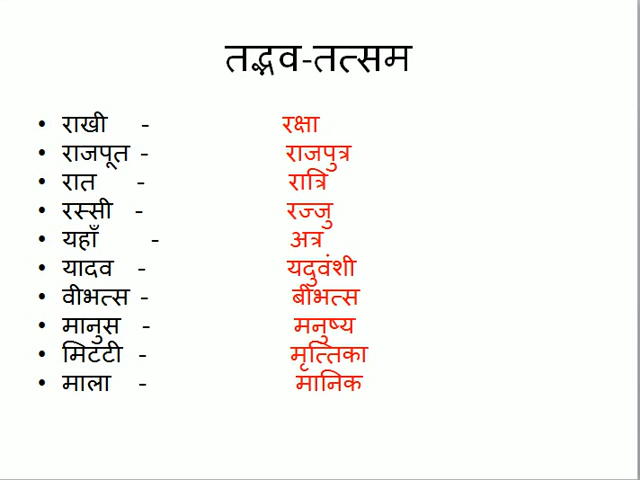 तद्भव-तत्सम
• राखी - रक्षा
• राजपूत - राजपुत्र
• रात - रात्रि
• रस्सी - रज्जु
• यहाँ - अत्र
• यादव - यदुवंशी
• वीभत्स - बीभत्स
• मानुस - मनुष्य
• मिटटी - मृत्तिका
• माला - मानिक